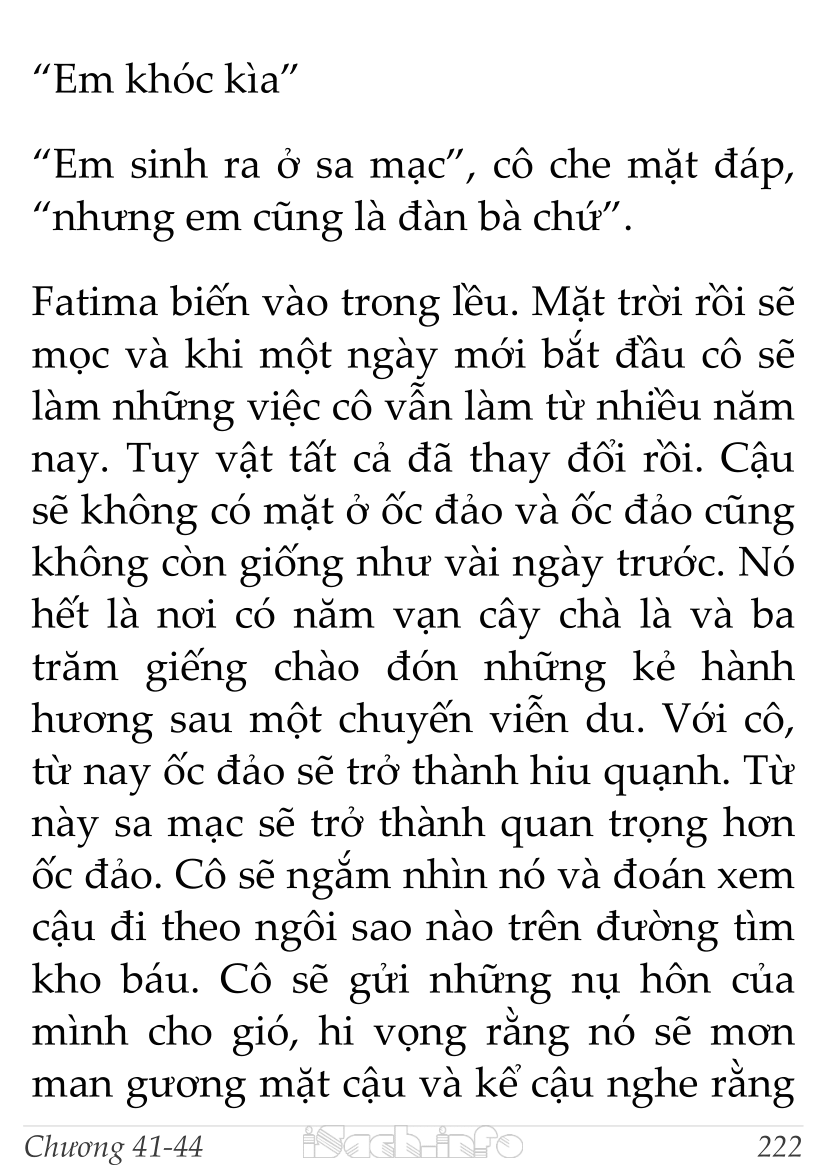 “Em khóc kìa”
“Em sinh ra ở sa mạc”, cô che mặt đáp,
“nhưng em cũng là đàn bà chứ”.
Fatima biến vào trong lều. Mặt trời rồi sẽ
mọc và khi một ngày mới bắt đầu cô sẽ
làm những việc cô vẫn làm từ nhiều năm
nay. Tuy vật tất cả đã thay đổi rồi. Cậu
sẽ không có mặt ở ốc đảo và ốc đảo cũng
không còn giống như vài ngày trước. Nó
hết là nơi có năm vạn cây chà là và ba
trăm giếng chào đón những kẻ hành
hương sau một chuyến viễn du. Với cô,
từ nay ốc đảo sẽ trở thành hiu quạnh. Từ
này sa mạc sẽ trở thành quan trọng hơn
ốc đảo. Cô sẽ ngắm nhìn nó và đoán xem
cậu đi theo ngôi sao nào trên đường tìm
kho báu. Cô sẽ gửi những nụ hôn của
mình cho gió, hi vọng rằng nó sẽ mơn
man gương mặt cậu và kể cậu nghe rằng
Chương 41-44 iSach.info 222